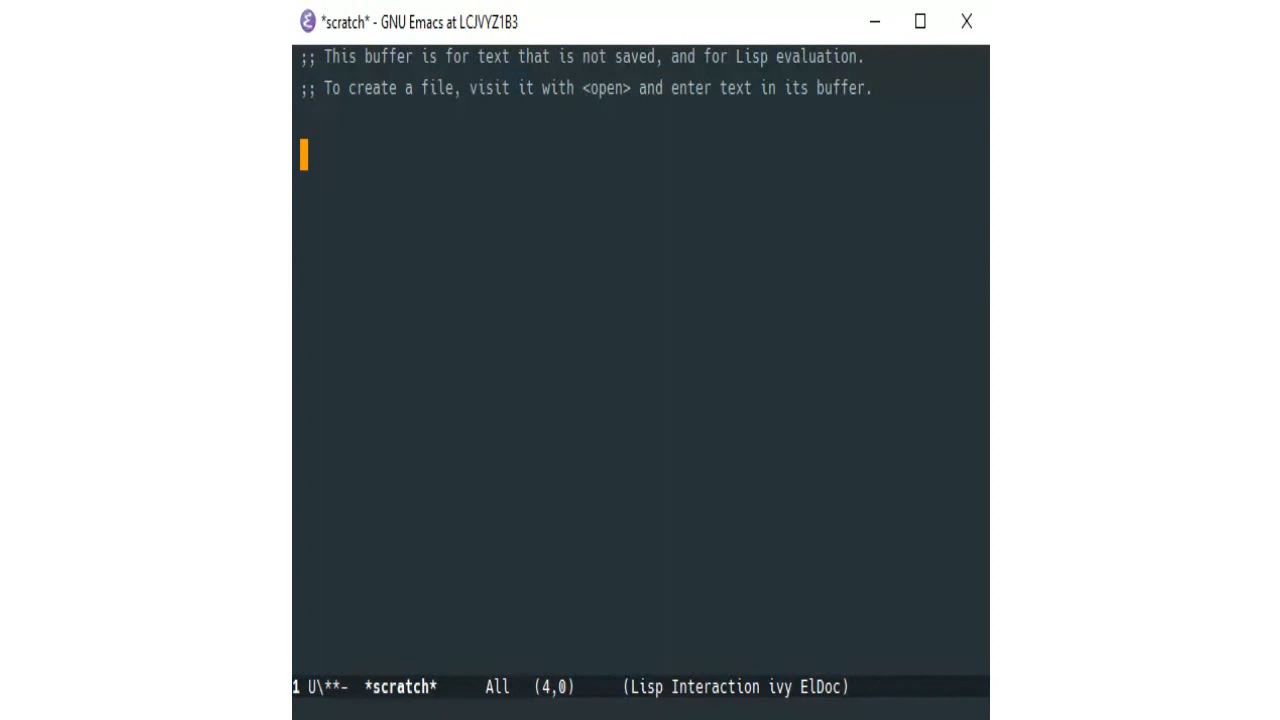 *scratch* - GNU Emacs at LCJVYZ1B3
;; This buffer is for text that is not saved, and for Lisp evaluation.
;; To create a file, visit it with <open> and enter text in its buffer.
1 U\**- *scratch* All (4,0) (Lisp Interaction ivy ElDoc)